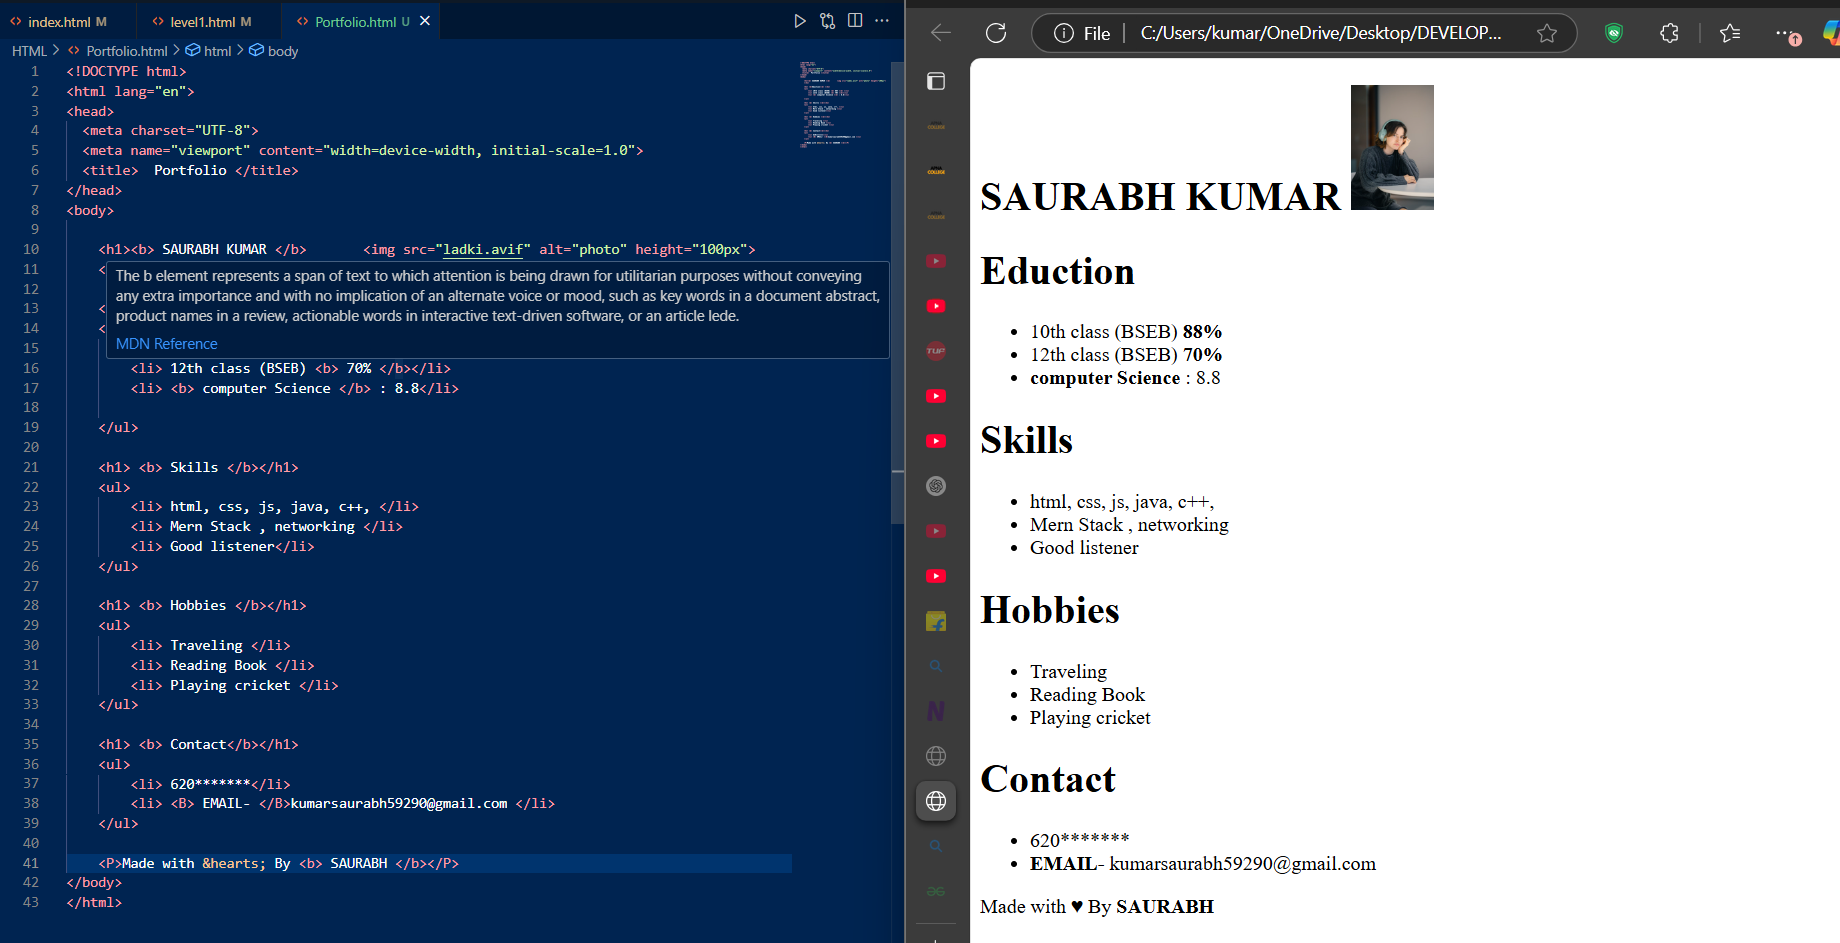 index.html M
level1.html M
Portfolio.html U
HTML > Portfolio.html > html > body
1 <!DOCTYPE html>
2 <html lang="en">
3 <head>
4 <meta charset="UTF-8">
5 <meta name="viewport" content="width=device-width, initial-scale=1.0">
6 <title>  Portfolio </title>
7 </head>
8 <body>
9
10 <h1><b> SAURABH KUMAR </b>       <img src="ladki.avif" alt="photo" height="100px">
11 <
The b element represents a span of text to which attention is being drawn for utilitarian purposes without conveying
12
any extra importance and with no implication of an alternate voice or mood, such as key words in a document abstract,
13 <
product names in a review, actionable words in interactive text-driven software, or an article lede.
14 <
MDN Reference
15
16 <li> 12th class (BSEB) <b> 70% </b></li>
17 <li> <b> computer Science </b> : 8.8</li>
18
19 </ul>
20
21 <h1> <b> Skills </b></h1>
22 <ul>
23 <li> html, css, js, java, c++, </li>
24 <li> Mern Stack , networking </li>
25 <li> Good listener</li>
26 </ul>
27
28 <h1> <b> Hobbies </b></h1>
29 <ul>
30 <li> Traveling </li>
31 <li> Reading Book </li>
32 <li> Playing cricket </li>
33 </ul>
34
35 <h1> <b> Contact</b></h1>
36 <ul>
37 <li> 620*******</li>
38 <li> <B> EMAIL- </B>kumarsaurabh59290@gmail.com </li>
39 </ul>
40
41 <P>Made with &hearts; By <b> SAURABH </b></P>
42 </body>
43 </html>
File C:/Users/kumar/OneDrive/Desktop/DEVELOP...
SAURABH KUMAR
Eduction
• 10th class (BSEB) 88%
• 12th class (BSEB) 70%
• computer Science : 8.8
Skills
• html, css, js, java, c++,
• Mern Stack , networking
• Good listener
Hobbies
• Traveling
• Reading Book
• Playing cricket
Contact
• 620*******
• EMAIL- kumarsaurabh59290@gmail.com
Made with ♥ By SAURABH